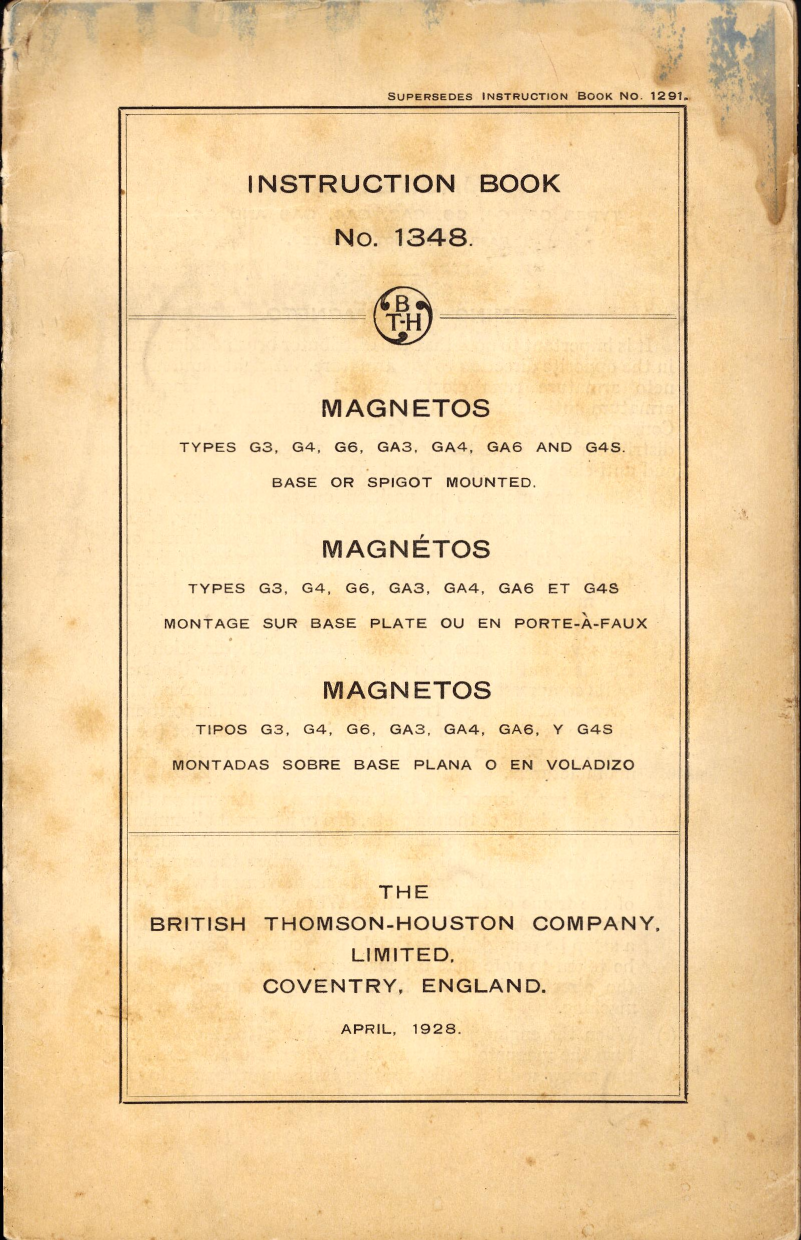 SUPERSEDES INSTRUCTION BOOK NO. 1291.
INSTRUCTION BOOK
No. 1348.
B
T-H
MAGNETOS
TYPES G3, G4, G6, GA3, GA4, GA6 AND G4S.
BASE OR SPIGOT MOUNTED.
MAGNÉTOS
TYPES G3, G4, G6, GA3, GA4, GA6 ET G4S
MONTAGE SUR BASE PLATE OU EN PORTE-À-FAUX
MAGNETOS
TIPOS G3, G4, G6, GA3, GA4, GA6, Y G4S
MONTADAS SOBRE BASE PLANA O EN VOLADIZO
THE
BRITISH THOMSON-HOUSTON COMPANY,
LIMITED,
COVENTRY, ENGLAND.
APRIL, 1928.